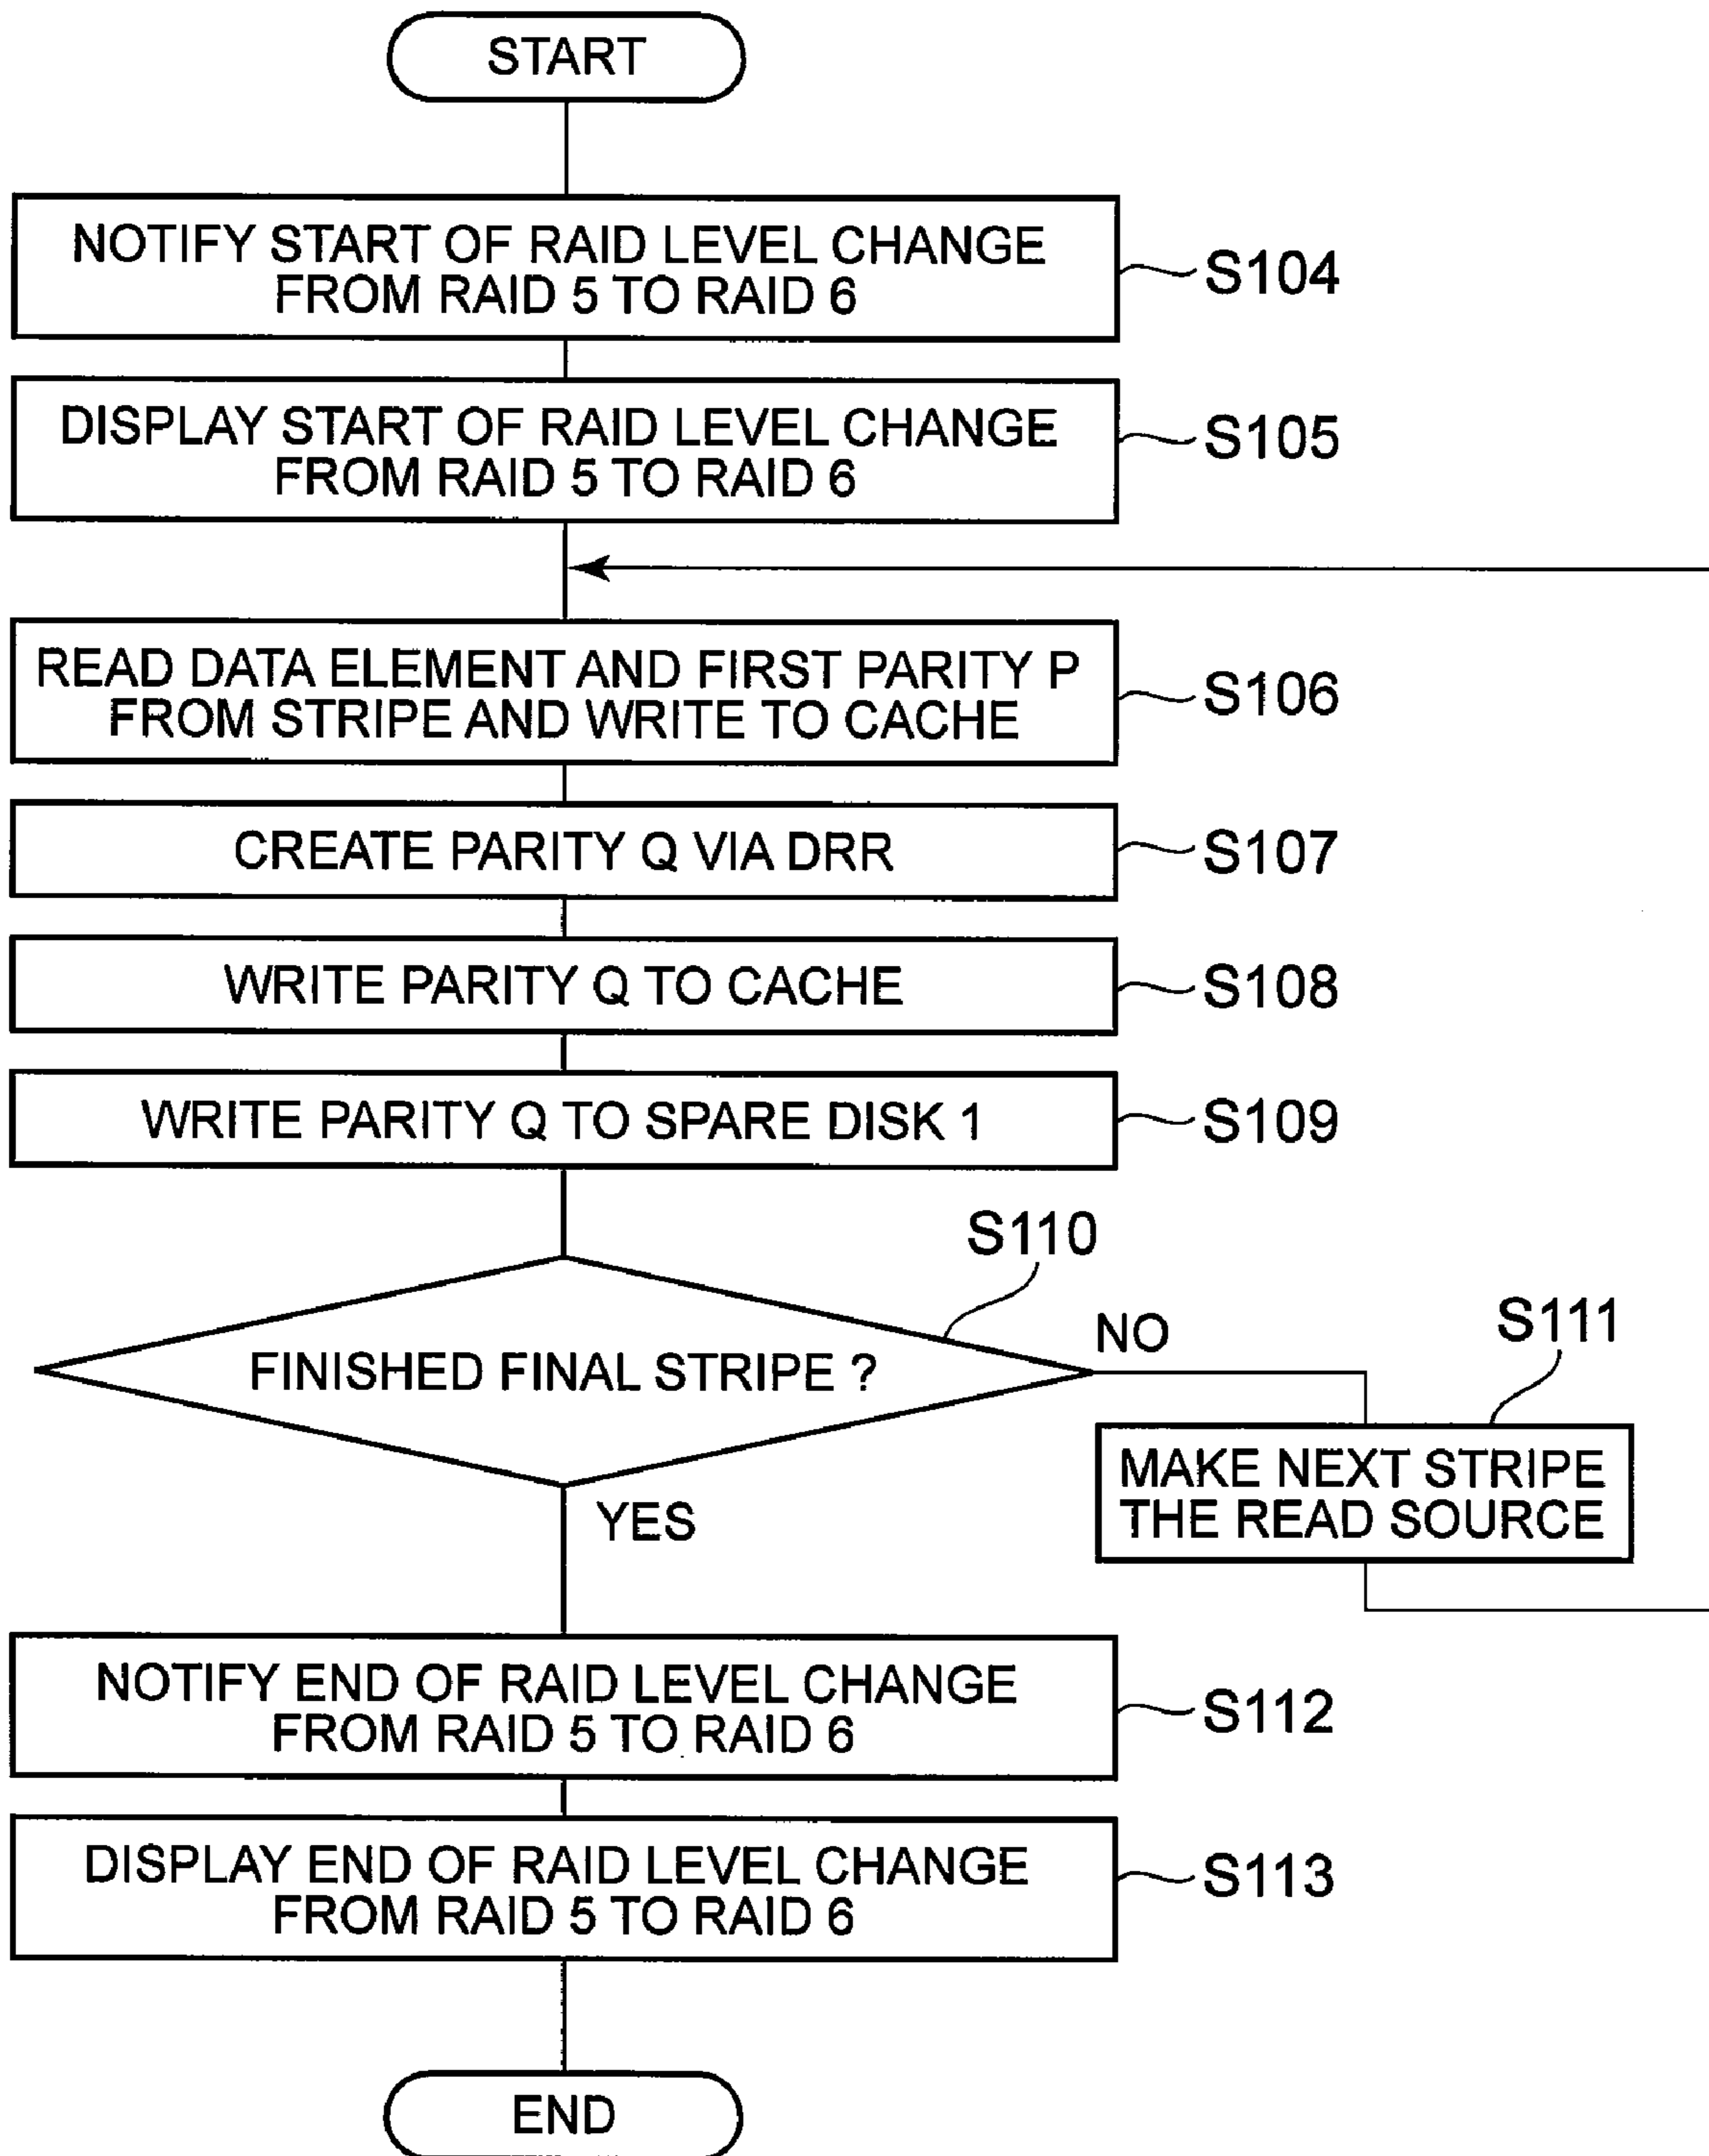 START
NOTIFY START OF RAID LEVEL CHANGE
FROM RAID 5 TO RAID 6
S104
DISPLAY START OF RAID LEVEL CHANGE
FROM RAID 5 TO RAID 6
S105
READ DATA ELEMENT AND FIRST PARITY P
FROM STRIPE AND WRITE TO CACHE
S106
CREATE PARITY Q VIA DRR
S107
WRITE PARITY Q TO CACHE
S108
WRITE PARITY Q TO SPARE DISK 1
S109
S110
FINISHED FINAL STRIPE ?
NO
S111
MAKE NEXT STRIPE
THE READ SOURCE
YES
NOTIFY END OF RAID LEVEL CHANGE
FROM RAID 5 TO RAID 6
S112
DISPLAY END OF RAID LEVEL CHANGE
FROM RAID 5 TO RAID 6
S113
END